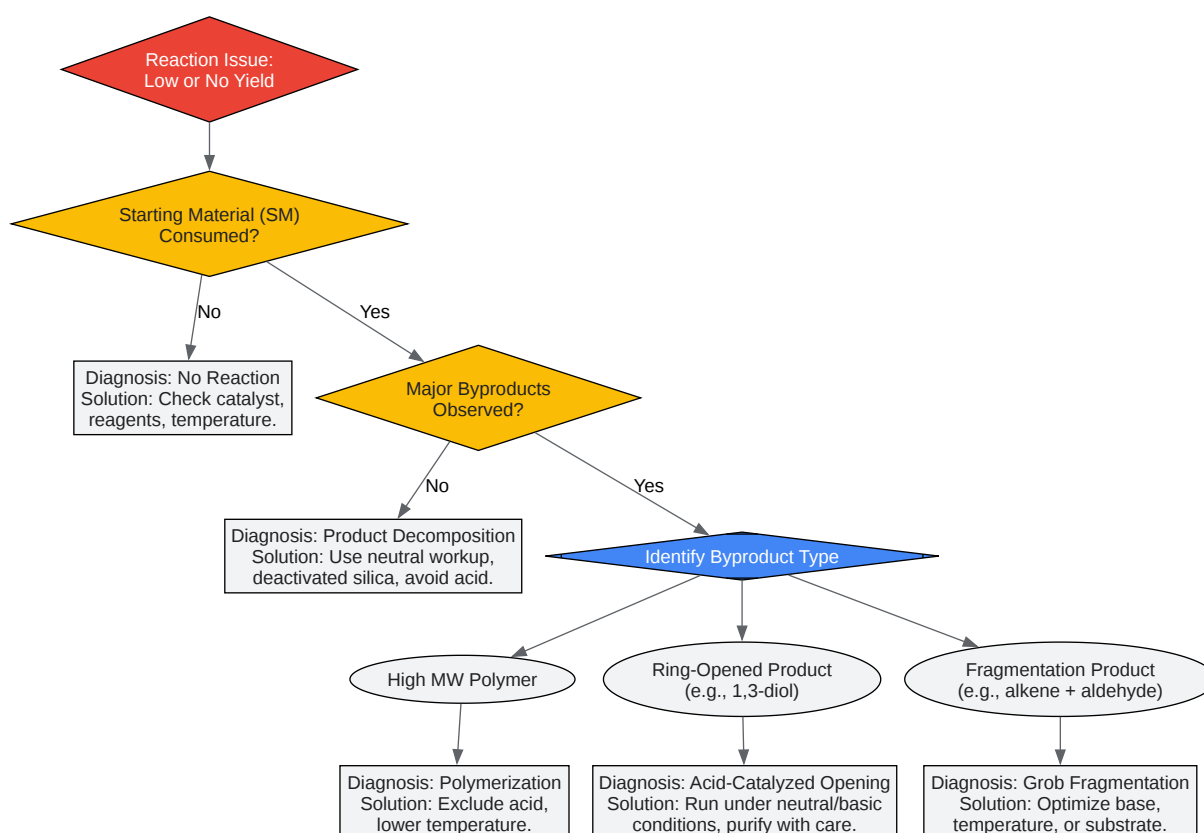 Reaction Issue:
Low or No Yield
Starting Material (SM)
Consumed?
No
Yes
Diagnosis: No Reaction
Solution: Check catalyst,
reagents, temperature.
Major Byproducts
Observed?
No
Yes
Diagnosis: Product Decomposition
Solution: Use neutral workup,
deactivated silica, avoid acid.
Identify Byproduct Type
High MW Polymer
Ring-Opened Product
(e.g., 1,3-diol)
Fragmentation Product
(e.g., alkene + aldehyde)
Diagnosis: Polymerization
Solution: Exclude acid,
lower temperature.
Diagnosis: Acid-Catalyzed Opening
Solution: Run under neutral/basic
conditions, purify with care.
Diagnosis: Grob Fragmentation
Solution: Optimize base,
temperature, or substrate.